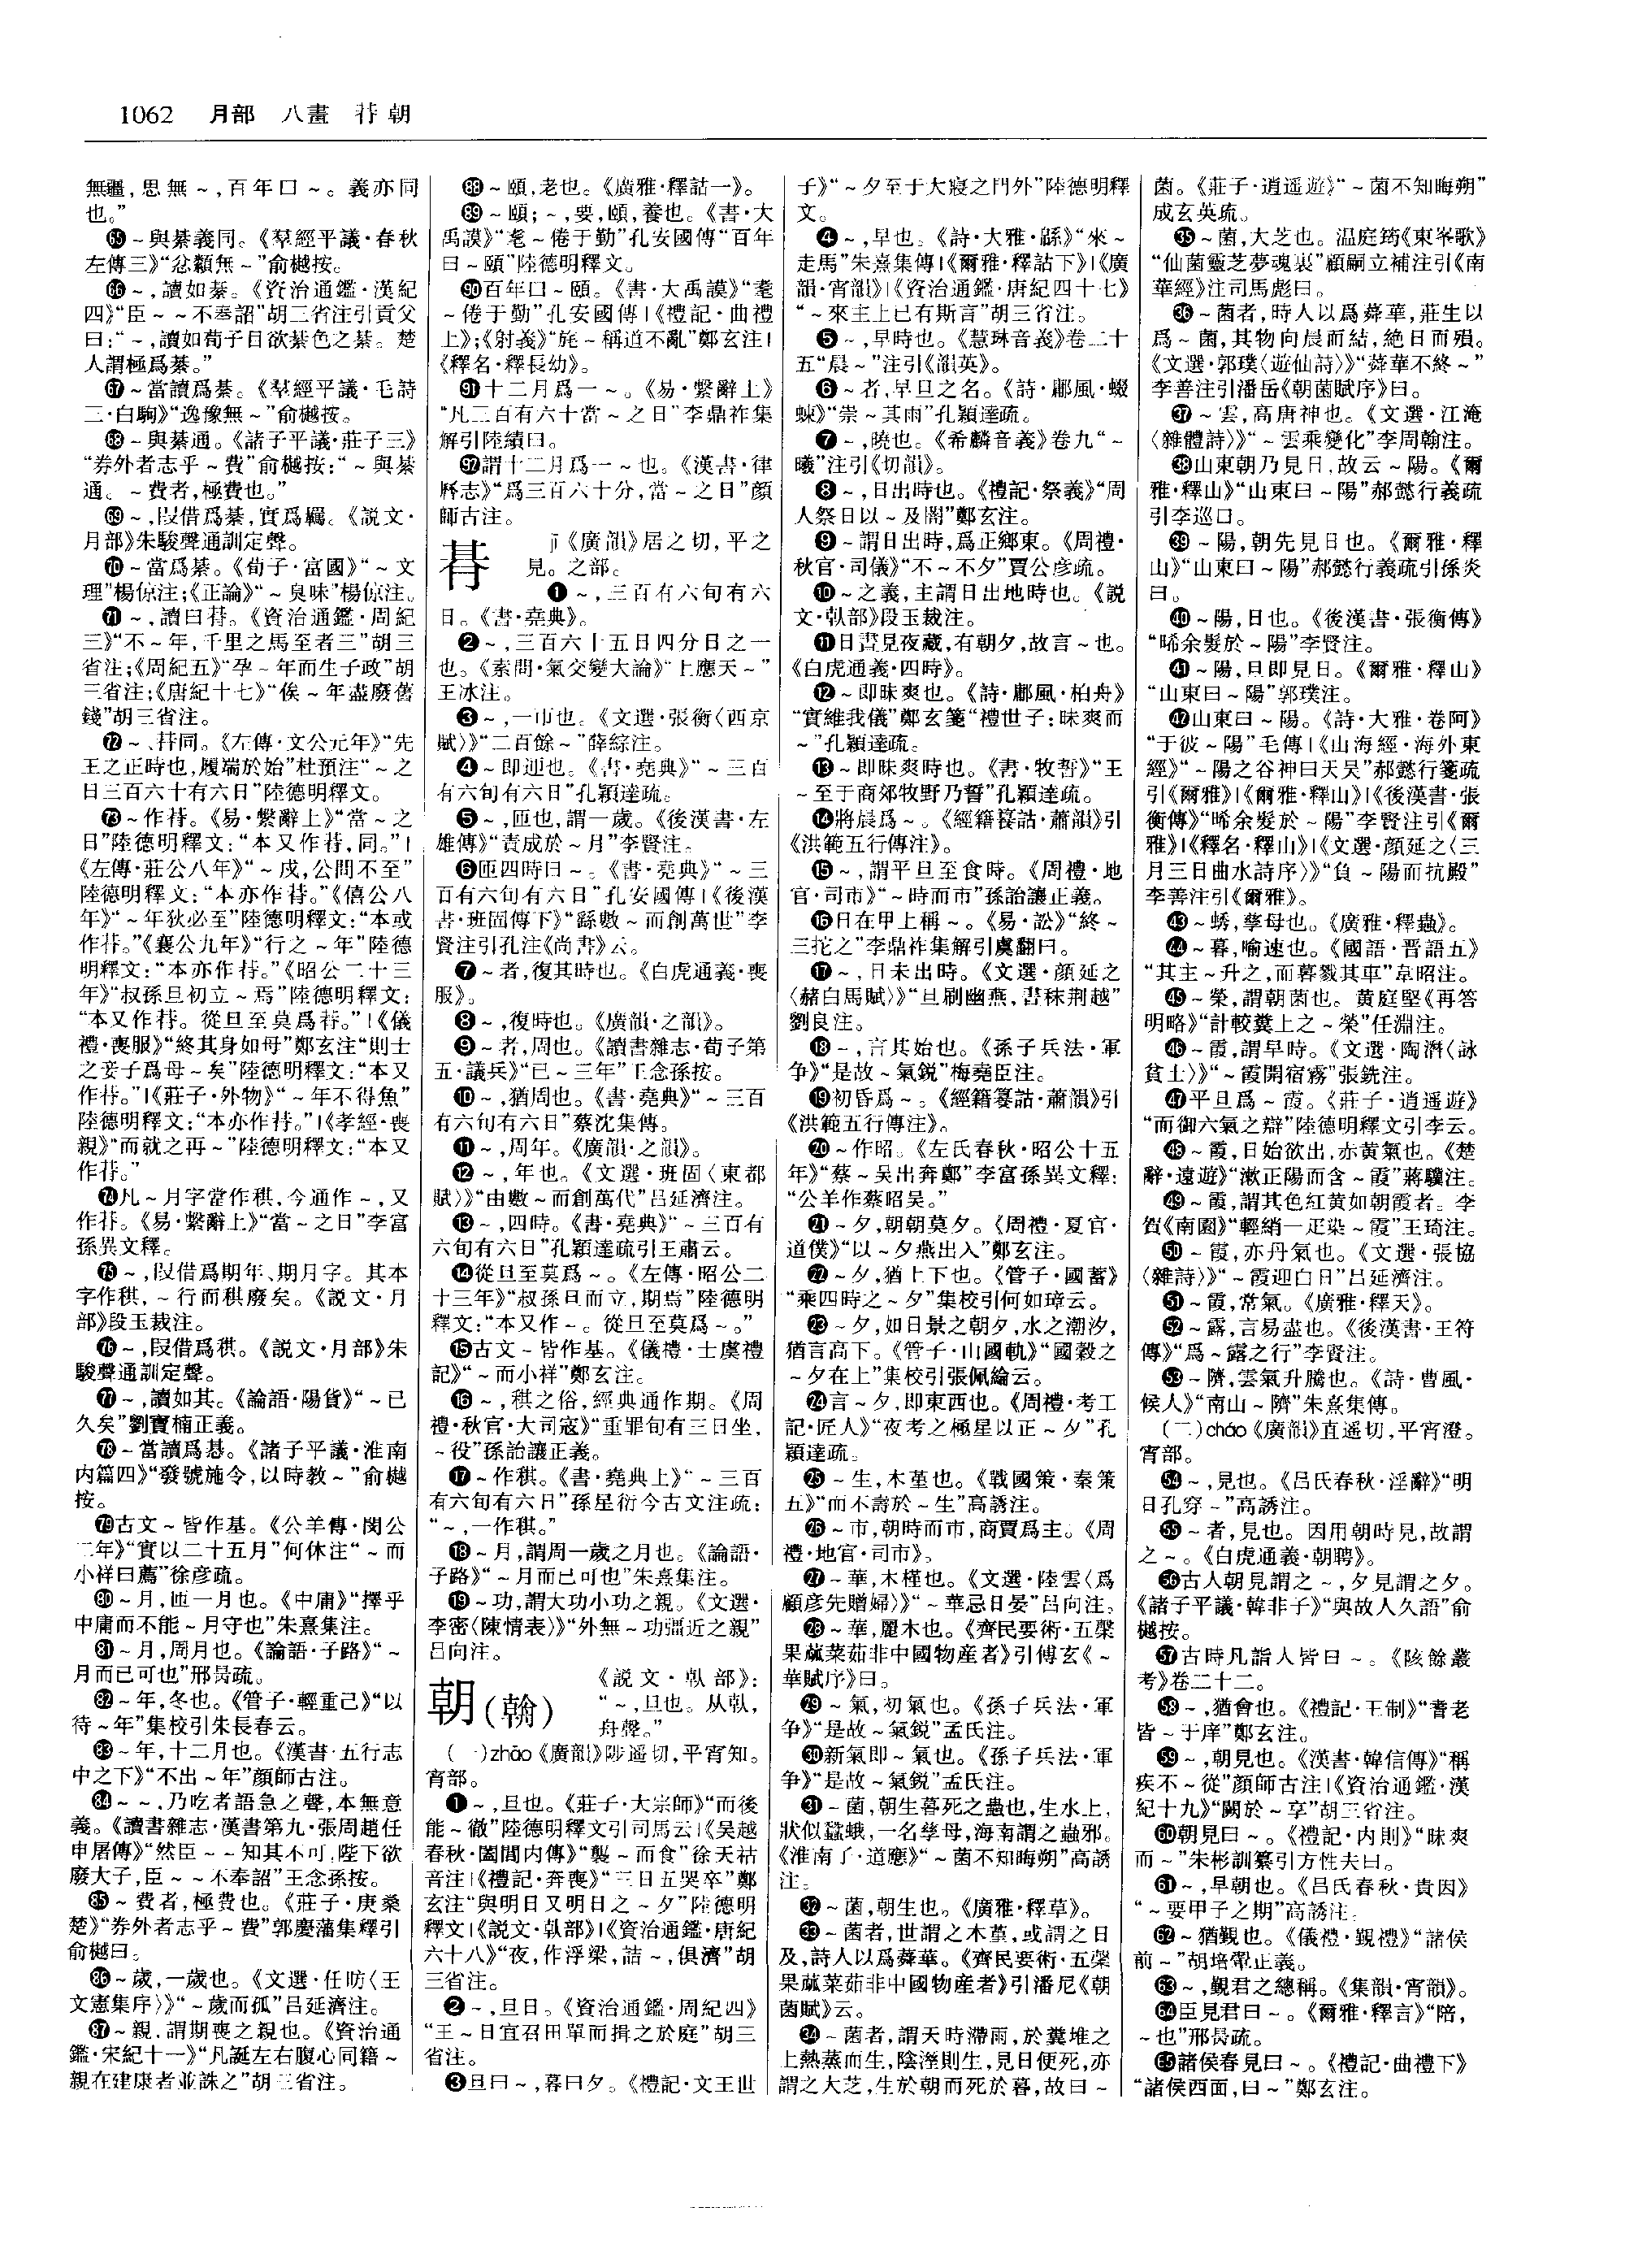 1062 月部 八畫 朞 朝
無疆，思無～，百年曰～。義亦同
也。”
65～與綦義同。《羣經平議·春秋
左傳三》“忿纇無～”俞樾按。
66～，讀如綦。《資治通鑑·漢紀
四》“臣～～不奉詔”胡三省注引貢父
曰：“～，讀如荀子目欲綦色之綦。楚
人謂極爲綦。”
67～當讀爲綦。《羣經平議·毛詩
二·白駒》“逸豫無～”俞樾按。
68～與綦通。《諸子平議·莊子三》
“券外者志乎～費”俞樾按：“～與綦
通。～費者，極費也。”
69～，叚借爲綦，實爲羈。《説文·
月部》朱駿聲通訓定聲。
70～當爲綦。《荀子·富國》“～文
理”楊倞注；《正論》“～臭味”楊倞注。
71～，讀曰朞。《資治通鑑·周紀
三》“不～年，千里之馬至者三”胡三
省注；《周紀五》“孕～年而生子政”胡
三省注；《唐紀十七》“俟～年盡廢舊
錢”胡三省注。
72～、朞同。《左傳·文公元年》“先
王之正時也，履端於始”杜預注“～之
日三百六十有六日”陸德明釋文。
73～作朞。《易·繫辭上》“當～之
日”陸德明釋文：“本又作朞，同。”｜
《左傳·莊公八年》“～戍，公問不至”
陸德明釋文：“本亦作朞。”《僖公八
年》“～年狄必至”陸德明釋文：“本或
作朞。”《襄公九年》“行之～年”陸德
明釋文：“本亦作朞。”《昭公二十三
年》“叔孫旦初立～焉”陸德明釋文：
“本又作朞。從旦至莫爲朞。”｜《儀
禮·喪服》“終其身如母”鄭玄注“則士
之妾子爲母～矣”陸德明釋文：“本又
作朞。”｜《莊子·外物》“～年不得魚”
陸德明釋文：“本亦作朞。”｜《孝經·喪
親》“而就之再～”陸德明釋文：“本又
作朞。”
74凡～月字當作稘，今通作～，又
作朞。《易·繫辭上》“當～之日”李富
孫異文釋。
75～，叚借爲期年、期月字。其本
字作稘，～行而稘廢矣。《説文·月
部》段玉裁注。
76～，叚借爲稘。《説文·月部》朱
駿聲通訓定聲。
77～，讀如其。《論語·陽貨》“～已
久矣”劉寶楠正義。
78～當讀爲惎。《諸子平議·淮南
内篇四》“發號施令，以時教～”俞樾
按。
79古文～皆作基。《公羊傳·閔公
二年》“實以二十五月”何休注“～而
小祥曰薦”徐彦疏。
80～月，匝一月也。《中庸》“擇乎
中庸而不能～月守也”朱熹集注。
81～月，周月也。《論語·子路》“～
月而已可也”邢昺疏。
82～年，冬也。《管子·輕重己》“以
待～年”集校引朱長春云。
83～年，十二月也。《漢書·五行志
中之下》“不出～年”顔師古注。
84～～，乃吃者語急之聲，本無意
義。《讀書雜志·漢書第九·張周趙任
申屠傳》“然臣～～知其不可，陛下欲
廢太子，臣～～不奉詔”王念孫按。
85～費者，極費也。《莊子·庚桑
楚》“券外者志乎～費”郭慶藩集釋引
俞樾曰。
86～歲，一歲也。《文選·任昉〈王
文憲集序〉》“～歲而孤”吕延濟注。
87～親，謂期喪之親也。《資治通
鑑·宋紀十一》“凡誕左右腹心同籍～
親在建康者並誅之”胡三省注。
88～頤，老也。《廣雅·釋詁一》。
89～頤；～，要，頤，養也。《書·大
禹謨》“耄～倦于勤”孔安國傳“百年
曰～頤”陸德明釋文。
90百年曰～頤。《書·大禹謨》“耄
～倦于勤”孔安國傳｜《禮記·曲禮
上》；《射義》“旄～稱道不亂”鄭玄注｜
《釋名·釋長幼》。
91十二月爲一～。《易·繫辭上》
“凡三百有六十當～之日”李鼎祚集
解引陸績曰。
92謂十二月爲一～也。《漢書·律
曆志》“爲三百六十分，當～之日”顔
師古注。
朞 jī《廣韻》居之切，平之
見。之部。
❶～，三百有六旬有六
日。《書·堯典》。
❷～，三百六十五日四分日之一
也。《素問·氣交變大論》“上應天～”
王冰注。
❸～，一帀也。《文選·張衡〈西京
賦〉》“二百餘～”薛綜注。
❹～即迊也。《書·堯典》“～三百
有六旬有六日”孔穎達疏。
❺～，匝也，謂一歲。《後漢書·左
雄傳》“責成於～月”李賢注。
❻匝四時曰～。《書·堯典》“～三
百有六旬有六日”孔安國傳｜《後漢
書·班固傳下》“繇數～而創萬世”李
賢注引孔注《尚書》云。
❼～者，復其時也。《白虎通義·喪
服》。
❽～，復時也。《廣韻·之韻》。
❾～者，周也。《讀書雜志·荀子第
五·議兵》“已～三年”王念孫按。
❿～，猶周也。《書·堯典》“～三百
有六旬有六日”蔡沈集傳。
⓫～，周年。《廣韻·之韻》。
⓬～，年也。《文選·班固〈東都
賦〉》“由數～而創萬代”吕延濟注。
⓭～，四時。《書·堯典》“～三百有
六旬有六日”孔穎達疏引王肅云。
⓮從旦至莫爲～。《左傳·昭公二
十三年》“叔孫旦而立，期焉”陸德明
釋文：“本又作～。從旦至莫爲～。”
⓯古文～皆作基。《儀禮·士虞禮
記》“～而小祥”鄭玄注。
⓰～，稘之俗，經典通作期。《周
禮·秋官·大司寇》“重罪旬有三日坐，
～役”孫詒讓正義。
⓱～作稘。《書·堯典上》“～三百
有六旬有六日”孫星衍今古文注疏：
“～，一作稘。”
⓲～月，謂周一歲之月也。《論語·
子路》“～月而已可也”朱熹集注。
⓳～功，謂大功小功之親。《文選·
李密〈陳情表〉》“外無～功彊近之親”
吕向注。
朝（䎐） 《説文·倝部》：
“～，旦也。从倝，
舟聲。”
（一）zhāo《廣韻》陟遥切，平宵知。
宵部。
❶～，旦也。《莊子·大宗師》“而後
能～徹”陸德明釋文引司馬云｜《吴越
春秋·闔閭内傳》“襲～而食”徐天祜
音注｜《禮記·奔喪》“三日五哭卒”鄭
玄注“與明日又明日之～夕”陸德明
釋文｜《説文·倝部》｜《資治通鑑·唐紀
六十八》“夜，作浮梁，詰～，俱濟”胡
三省注。
❷～，旦日。《資治通鑑·周紀四》
“王～日宜召田單而揖之於庭”胡三
省注。
❸旦曰～，暮曰夕。《禮記·文王世
子》“～夕至于大寢之門外”陸德明釋
文。
❹～，早也。《詩·大雅·緜》“來～
走馬”朱熹集傳｜《爾雅·釋詁下》｜《廣
韻·宵韻》｜《資治通鑑·唐紀四十七》
“～來主上已有斯言”胡三省注。
❺～，早時也。《慧琳音義》卷二十
五“晨～”注引《韻英》。
❻～者，早旦之名。《詩·鄘風·蝃
蝀》“崇～其雨”孔穎達疏。
❼～，曉也。《希麟音義》卷九“～
曦”注引《切韻》。
❽～，日出時也。《禮記·祭義》“周
人祭日以～及闇”鄭玄注。
❾～謂日出時，爲正鄉東。《周禮·
秋官·司儀》“不～不夕”賈公彦疏。
❿～之義，主謂日出地時也。《説
文·倝部》段玉裁注。
⓫日晝見夜藏，有朝夕，故言～也。
《白虎通義·四時》。
⓬～即昧爽也。《詩·鄘風·柏舟》
“實維我儀”鄭玄箋“禮世子：昧爽而
～”孔穎達疏。
⓭～即昧爽時也。《書·牧誓》“王
～至于商郊牧野乃誓”孔穎達疏。
⓮將晨爲～。《經籍籑詁·蕭韻》引
《洪範五行傳注》。
⓯～，謂平旦至食時。《周禮·地
官·司市》“～時而市”孫詒讓正義。
⓰日在甲上稱～。《易·訟》“終～
三拕之”李鼎祚集解引虞翻曰。
⓱～，日未出時。《文選·顔延之
〈赭白馬賦〉》“旦刷幽燕，晝秣荆越”
劉良注。
⓲～，言其始也。《孫子兵法·軍
争》“是故～氣鋭”梅堯臣注。
⓳初昏爲～。《經籍籑詁·蕭韻》引
《洪範五行傳注》。
⓴～作昭。《左氏春秋·昭公十五
年》“蔡～吴出奔鄭”李富孫異文釋：
“公羊作蔡昭吴。”
21～夕，朝朝莫夕。《周禮·夏官·
道僕》“以～夕燕出入”鄭玄注。
22～夕，猶上下也。《管子·國蓄》
“乘四時之～夕”集校引何如璋云。
23～夕，如日景之朝夕，水之潮汐，
猶言高下。《管子·山國軌》“國穀之
～夕在上”集校引張佩綸云。
24言～夕，即東西也。《周禮·考工
記·匠人》“夜考之極星以正～夕”孔
穎達疏。
25～生，木堇也。《戰國策·秦策
五》“而不壽於～生”高誘注。
26～市，朝時而市，商賈爲主。《周
禮·地官·司市》。
27～華，木槿也。《文選·陸雲〈爲
顧彦先贈婦〉》“～華忌日晏”吕向注。
28～華，麗木也。《齊民要術·五糓
果蓏菜茹非中國物産者》引傅玄《～
華賦序》曰。
29～氣，初氣也。《孫子兵法·軍
争》“是故～氣鋭”孟氏注。
30新氣即～氣也。《孫子兵法·軍
争》“是故～氣鋭”孟氏注。
31～菌，朝生暮死之蟲也，生水上，
狀似蠶蛾，一名孳母，海南謂之蟲邪。
《淮南子·道應》“～菌不知晦朔”高誘
注。
32～菌，朝生也。《廣雅·釋草》。
33～菌者，世謂之木堇，或謂之日
及，詩人以爲蕣華。《齊民要術·五糓
果蓏菜茹非中國物産者》引潘尼《朝
菌賦》云。
34～菌者，謂天時滯雨，於糞堆之
上熱蒸而生，陰溼則生，見日便死，亦
謂之大芝，生於朝而死於暮，故曰～
菌。《莊子·逍遥遊》“～菌不知晦朔”
成玄英疏。
35～菌，大芝也。温庭筠《東峯歌》
“仙菌靈芝夢魂裏”顧嗣立補注引《南
華經》注司馬彪曰。
36～菌者，時人以爲蕣華，莊生以
爲～菌，其物向晨而結，絶日而殞。
《文選·郭璞〈遊仙詩〉》“蕣華不終～”
李善注引潘岳《朝菌賦序》曰。
37～雲，高唐神也。《文選·江淹
〈雜體詩〉》“～雲乘變化”李周翰注。
38山東朝乃見日，故云～陽。《爾
雅·釋山》“山東曰～陽”郝懿行義疏
引李巡曰。
39～陽，朝先見日也。《爾雅·釋
山》“山東曰～陽”郝懿行義疏引孫炎
曰。
40～陽，日也。《後漢書·張衡傳》
“晞余髮於～陽”李賢注。
41～陽，旦即見日。《爾雅·釋山》
“山東曰～陽”郭璞注。
42山東曰～陽。《詩·大雅·卷阿》
“于彼～陽”毛傳｜《山海經·海外東
經》“～陽之谷神曰天吴”郝懿行箋疏
引《爾雅》｜《爾雅·釋山》｜《後漢書·張
衡傳》“晞余髮於～陽”李賢注引《爾
雅》｜《釋名·釋山》｜《文選·顔延之〈三
月三日曲水詩序〉》“負～陽而抗殿”
李善注引《爾雅》。
43～蜏，孳母也。《廣雅·釋蟲》。
44～暮，喻速也。《國語·晋語五》
“其主～升之，而暮戮其車”韋昭注。
45～榮，謂朝菌也。黄庭堅《再答
明略》“計較糞上之～榮”任淵注。
46～霞，謂早時。《文選·陶潛〈詠
貧士〉》“～霞開宿霧”張銑注。
47平旦爲～霞。《莊子·逍遥遊》
“而御六氣之辯”陸德明釋文引李云。
48～霞，日始欲出，赤黄氣也。《楚
辭·遠遊》“漱正陽而含～霞”蔣驥注。
49～霞，謂其色紅黄如朝霞者。李
賀《南園》“輕綃一疋染～霞”王琦注。
50～霞，亦丹氣也。《文選·張協
〈雜詩〉》“～霞迎白日”吕延濟注。
51～霞，常氣。《廣雅·釋天》。
52～露，言易盡也。《後漢書·王符
傳》“爲～露之行”李賢注。
53～隮，雲氣升騰也。《詩·曹風·
候人》“南山～隮”朱熹集傳。
（二）cháo《廣韻》直遥切，平宵澄。
宵部。
54～，見也。《吕氏春秋·淫辭》“明
日孔穿～”高誘注。
55～者，見也。因用朝時見，故謂
之～。《白虎通義·朝聘》。
56古人朝見謂之～，夕見謂之夕。
《諸子平議·韓非子》“與故人久語”俞
樾按。
57古時凡詣人皆曰～。《陔餘叢
考》卷二十二。
58～，猶會也。《禮記·王制》“耆老
皆～于庠”鄭玄注。
59～，朝見也。《漢書·韓信傳》“稱
疾不～從”顔師古注｜《資治通鑑·漢
紀十九》“闕於～享”胡三省注。
60朝見曰～。《禮記·内則》“昧爽
而～”朱彬訓纂引方性夫曰。
61～，早朝也。《吕氏春秋·貴因》
“～要甲子之期”高誘注。
62～猶覲也。《儀禮·覲禮》“諸侯
前～”胡培翬正義。
63～，覲君之總稱。《集韻·宵韻》。
64臣見君曰～。《爾雅·釋言》“陪，
～也”邢昺疏。
65諸侯春見曰～。《禮記·曲禮下》
“諸侯西面，曰～”鄭玄注。